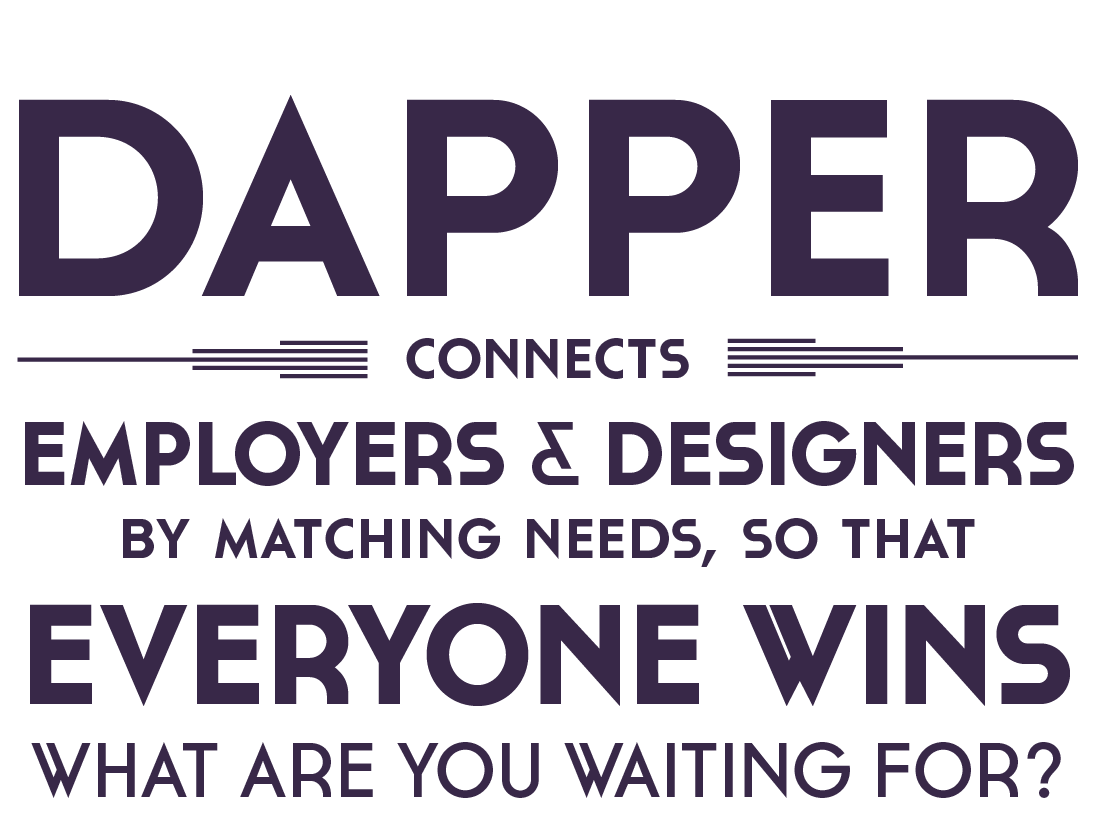 DAPPER
CONNECTS
EMPLOYERS & DESIGNERS
BY MATCHING NEEDS, SO THAT
EVERYONE WINS
WHAT ARE YOU WAITING FOR?